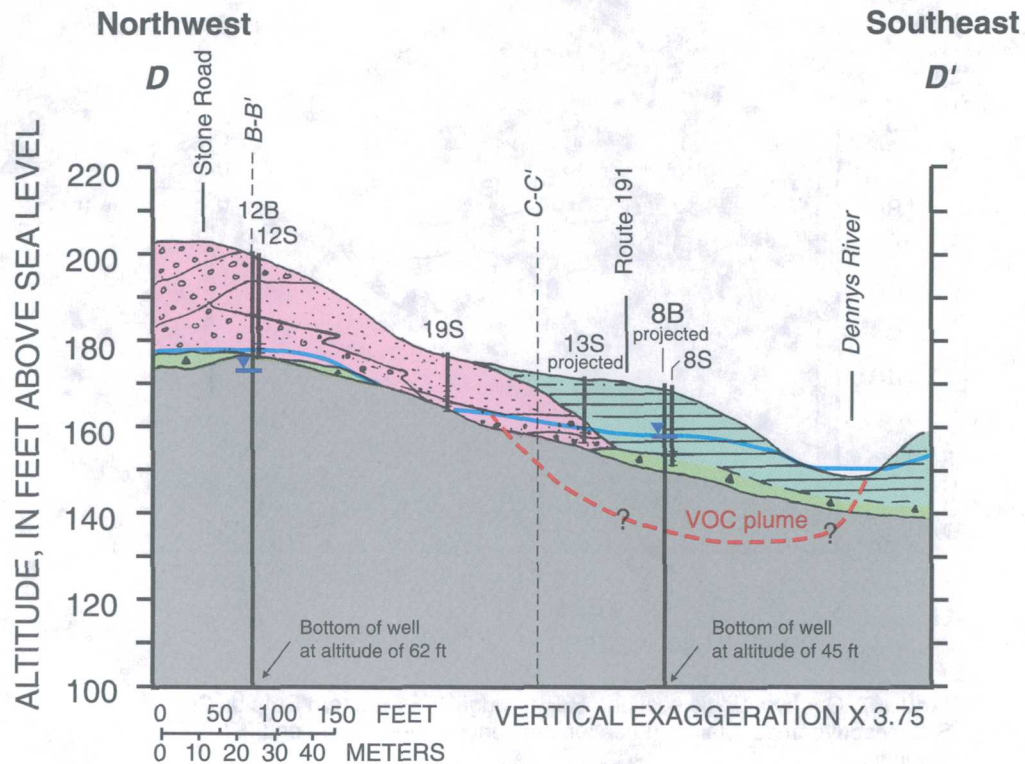 Northwest
Southeast
D
D'
Stone Road
B-B'
12B
12S
19S
C-C'
Route 191
13S
projected
8B
projected
8S
Dennys River
ALTITUDE, IN FEET ABOVE SEA LEVEL
220
200
180
160
140
120
100
?
VOC plume
?
Bottom of well
at altitude of 62 ft
Bottom of well
at altitude of 45 ft
0 50 100 150 FEET
0 10 20 30 40 METERS
VERTICAL EXAGGERATION X 3.75